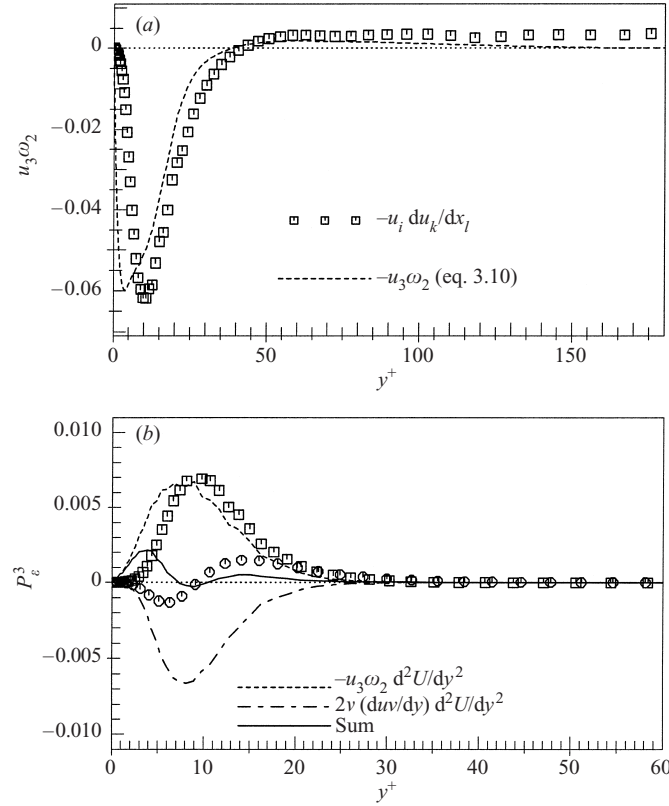 (a)
0
−0.02
−0.04
−0.06
u₃ω₂
−uᵢ duₖ/dxₗ
−u₃ω₂ (eq. 3.10)
0 50 100 150
y⁺
(b)
0.010
0.005
0
−0.005
−0.010
P³ε
−u₃ω₂ d²U/dy²
2ν (duv/dy) d²U/dy²
Sum
0 10 20 30 40 50 60
y⁺